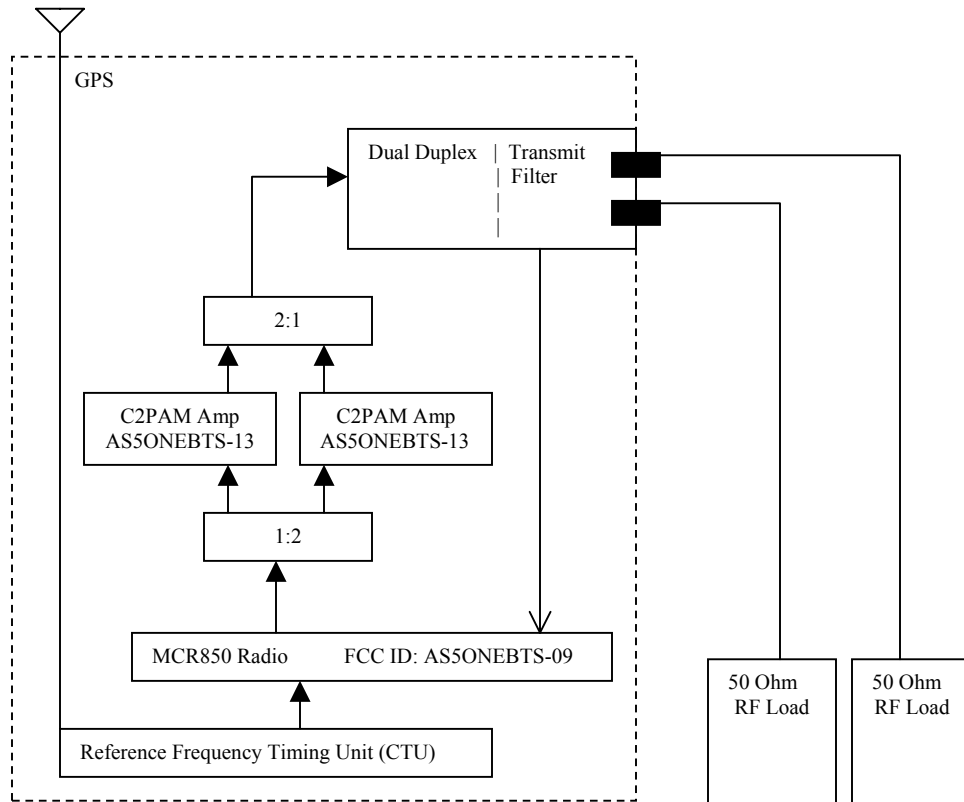 GPS
Dual Duplex | Transmit
| Filter
|
|
2:1
C2PAM Amp
AS5ONEBTS-13
C2PAM Amp
AS5ONEBTS-13
1:2
MCR850 Radio FCC ID: AS5ONEBTS-09
50 Ohm
RF Load
50 Ohm
RF Load
Reference Frequency Timing Unit (CTU)